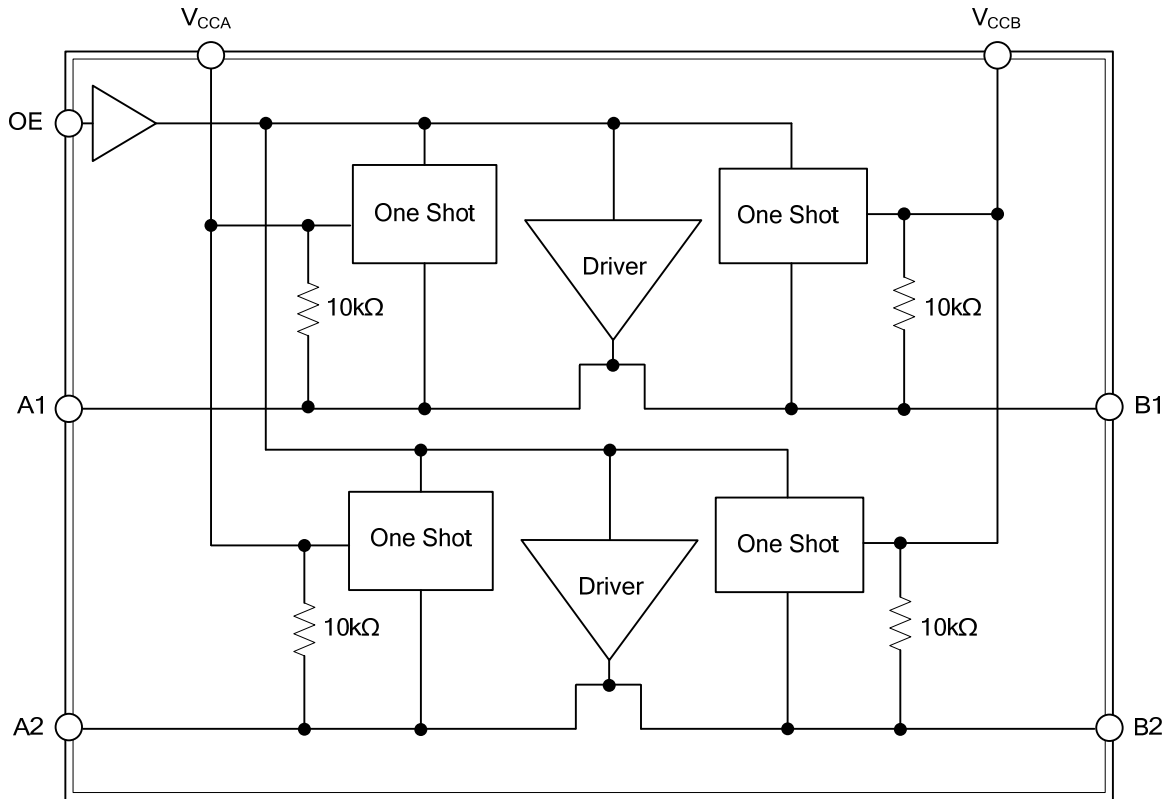 VCCA
VCCB
OE
One Shot
One Shot
Driver
10kΩ
10kΩ
A1
B1
One Shot
One Shot
Driver
10kΩ
10kΩ
A2
B2